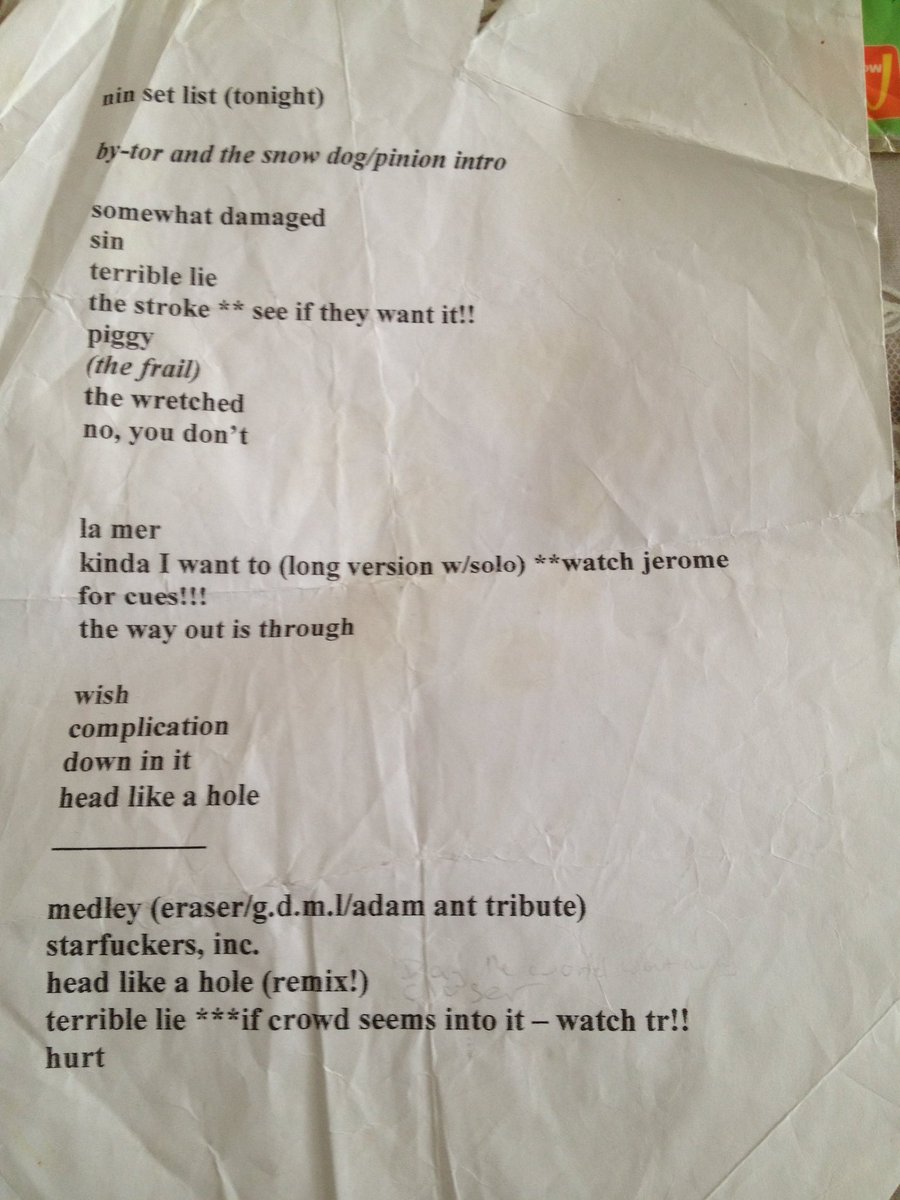 nin set list (tonight)
by-tor and the snow dog/pinion intro
somewhat damaged
sin
terrible lie
the stroke ** see if they want it!!
piggy
(the frail)
the wretched
no, you don't
la mer
kinda I want to (long version w/solo) **watch jerome
for cues!!!
the way out is through
wish
complication
down in it
head like a hole
medley (eraser/g.d.m.l/adam ant tribute)
starfuckers, inc.
head like a hole (remix!)
closer
terrible lie ***if crowd seems into it – watch tr!!
hurt